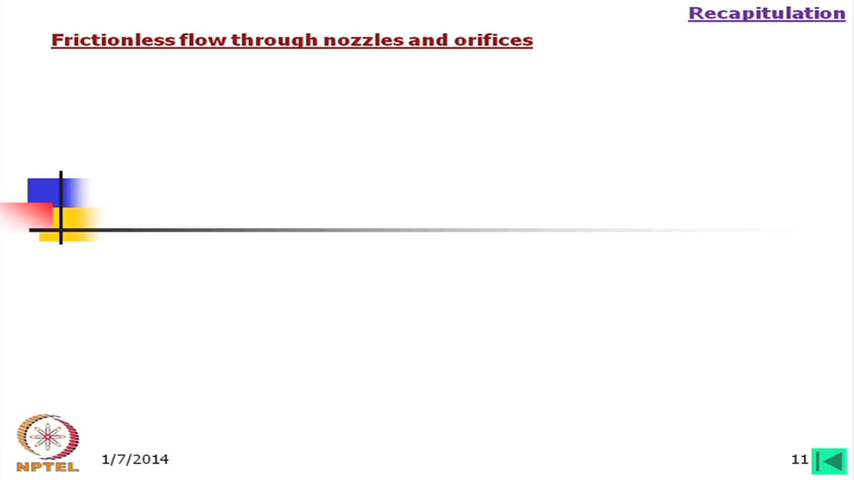 Recapitulation
Frictionless flow through nozzles and orifices
NPTEL
1/7/2014
11